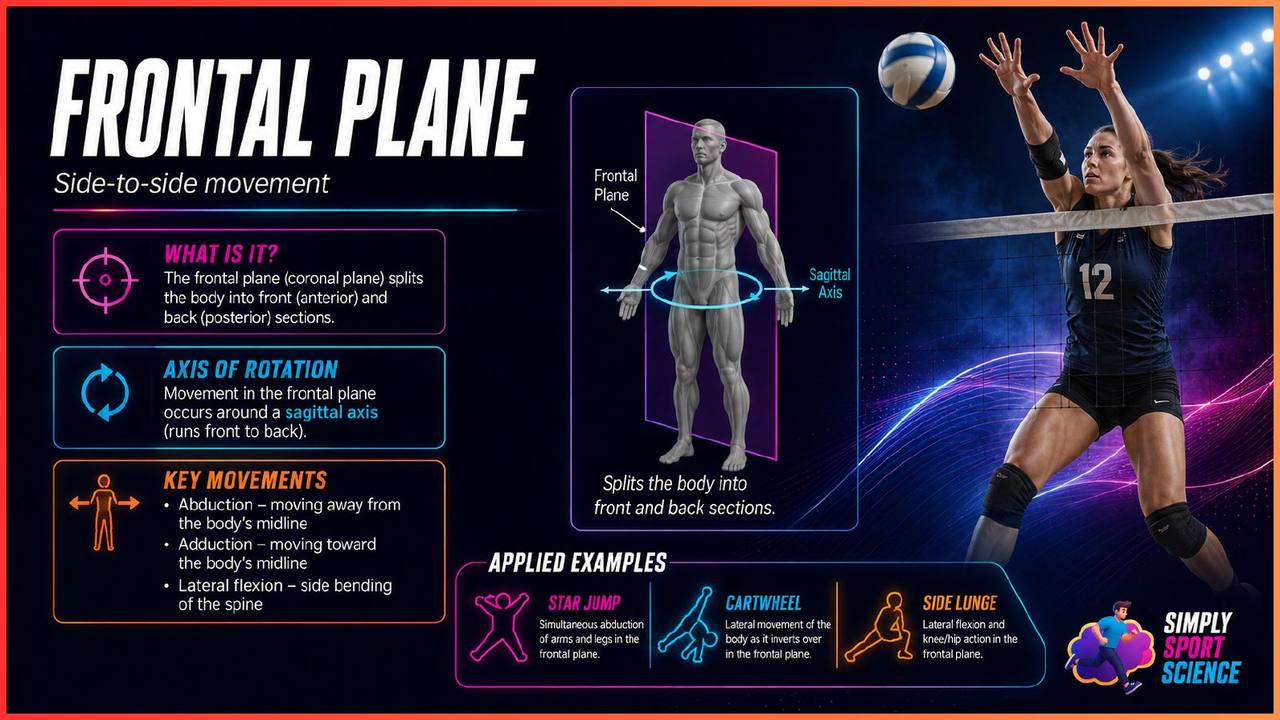 FRONTAL PLANE
Side-to-side movement
WHAT IS IT?
The frontal plane (coronal plane) splits
the body into front (anterior) and
back (posterior) sections.
AXIS OF ROTATION
Movement in the frontal plane
occurs around a sagittal axis
(runs front to back).
KEY MOVEMENTS
• Abduction – moving away from
the body's midline
• Adduction – moving toward
the body's midline
• Lateral flexion – side bending
of the spine
Frontal
Plane
Sagittal
Axis
Splits the body into
front and back sections.
12
APPLIED EXAMPLES
STAR JUMP
Simultaneous abduction
of arms and legs in the
frontal plane.
CARTWHEEL
Lateral movement of the
body as it inverts over
in the frontal plane.
SIDE LUNGE
Lateral flexion and
knee/hip action in the
frontal plane.
SIMPLY
SPORT
SCIENCE